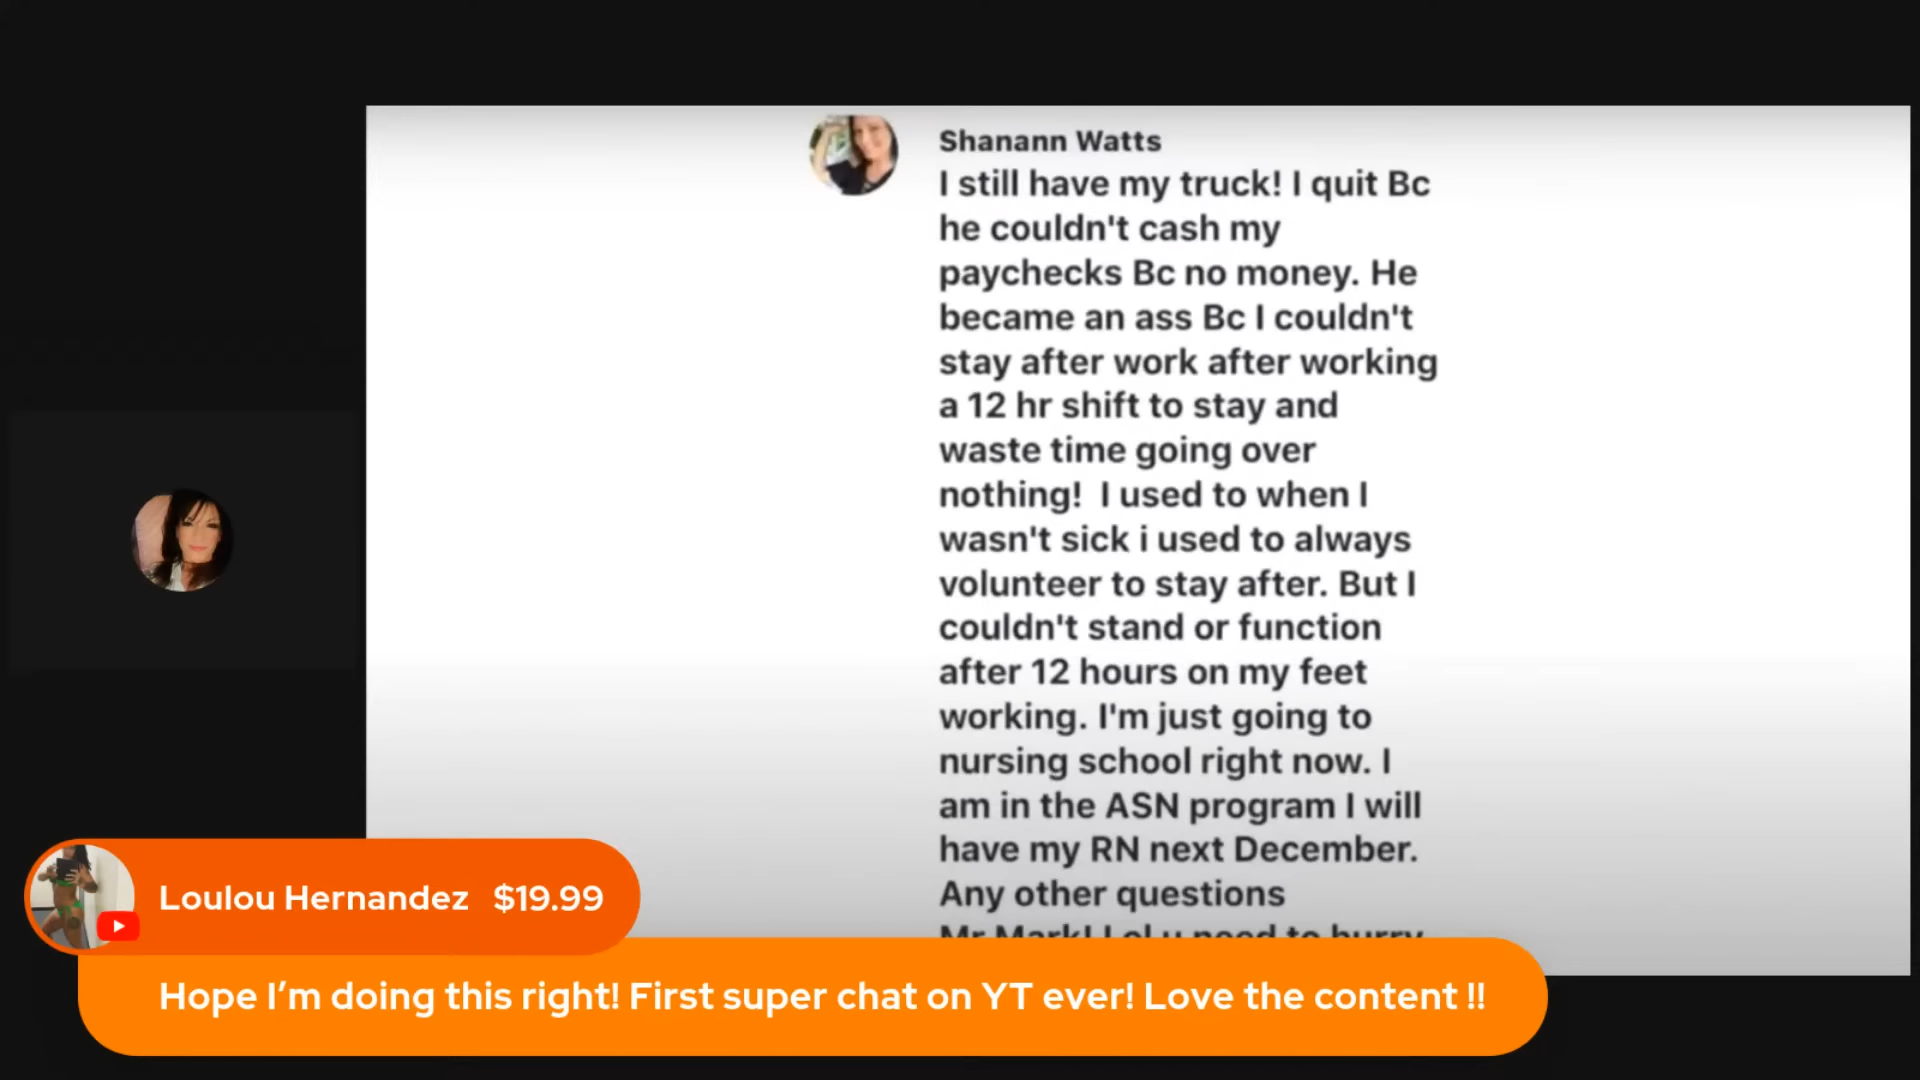 Shanann Watts
I still have my truck! I quit Bc
he couldn't cash my
paychecks Bc no money. He
became an ass Bc I couldn't
stay after work after working
a 12 hr shift to stay and
waste time going over
nothing! I used to when I
wasn't sick i used to always
volunteer to stay after. But I
couldn't stand or function
after 12 hours on my feet
working. I'm just going to
nursing school right now. I
am in the ASN program I will
have my RN next December.
Any other questions
Mr Mark! Lol u need to hurry
Loulou Hernandez $19.99
Hope I’m doing this right! First super chat on YT ever! Love the content !!